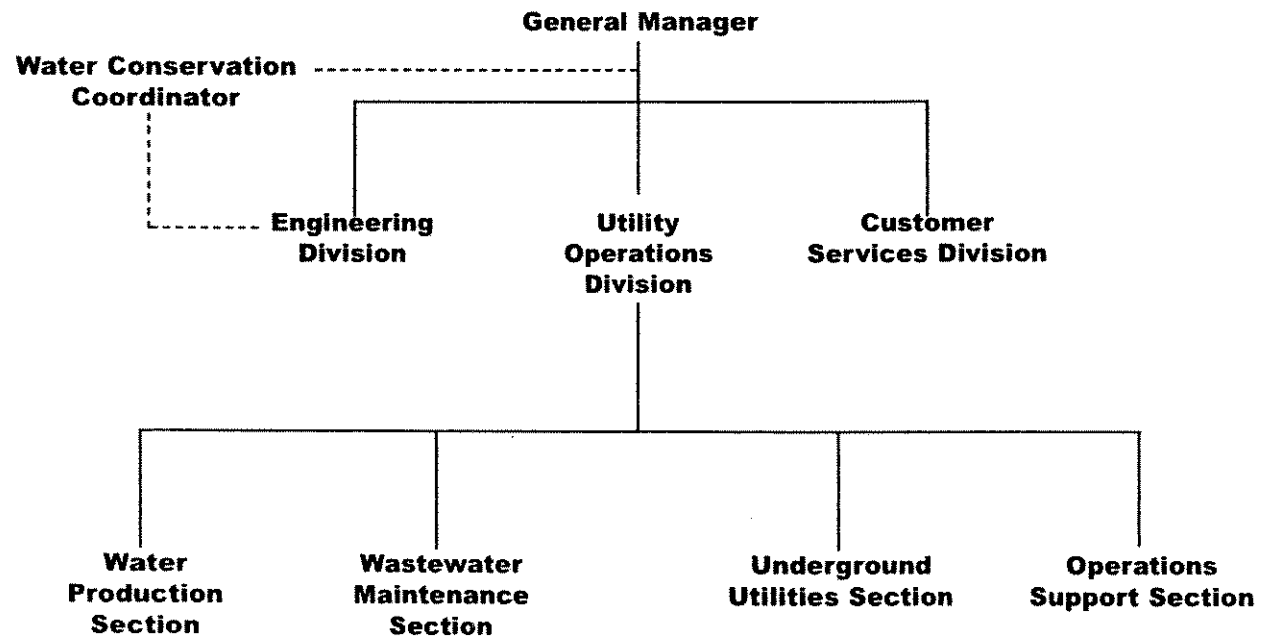 General Manager
Water Conservation
Coordinator
Engineering
Division
Utility
Operations
Division
Customer
Services Division
Water
Production
Section
Wastewater
Maintenance
Section
Underground
Utilities Section
Operations
Support Section